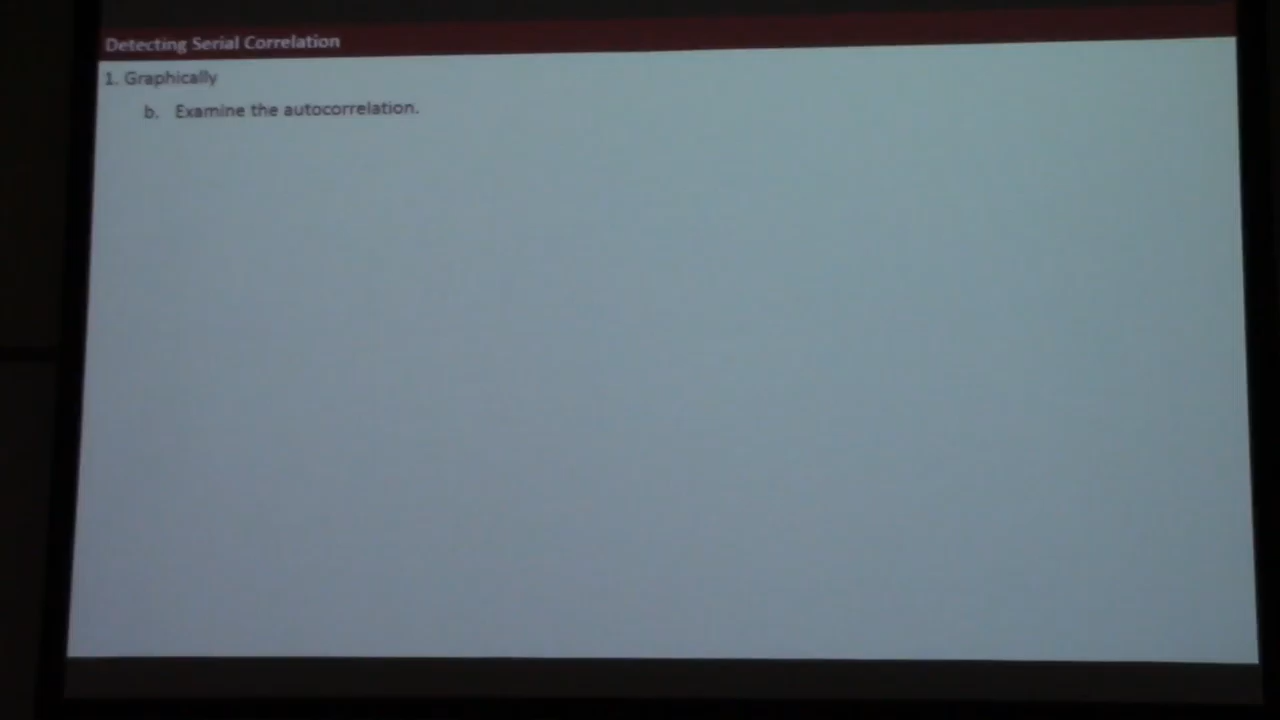 Detecting Serial Correlation
1. Graphically
b. Examine the autocorrelation.